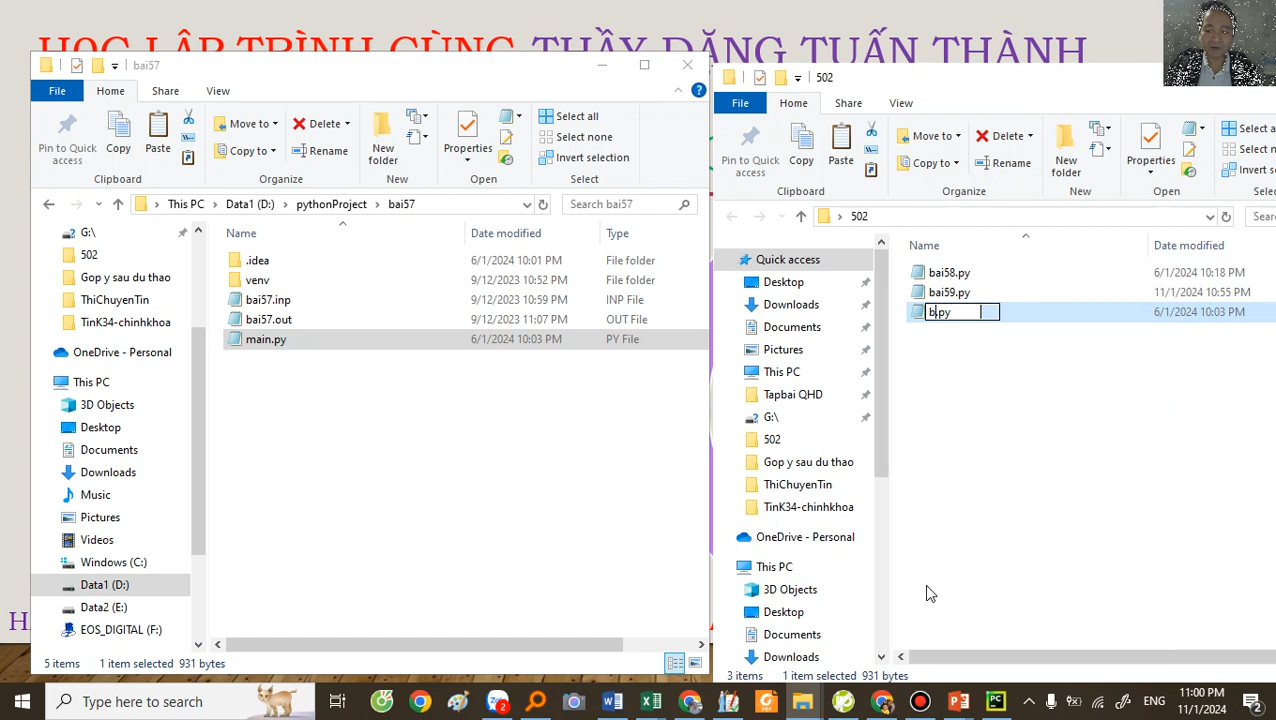 HỌC LẬP TRÌNH CÙNG THẦY ĐẶNG TUẤN THÀNH
bai57
File
Home
Share
View
Pin to Quick access
Copy
Paste
Clipboard
Move to
Copy to
Delete
Rename
Organize
New folder
New
Properties
Open
Select all
Select none
Invert selection
Select
This PC
Data1 (D:)
pythonProject
bai57
Search bai57
G:\
502
Gop y sau du thao
ThiChuyenTin
TinK34-chinhkhoa
OneDrive - Personal
This PC
3D Objects
Desktop
Documents
Downloads
Music
Pictures
Videos
Windows (C:)
Data1 (D:)
Data2 (E:)
EOS_DIGITAL (F:)
Name Date modified Type
.idea 6/1/2024 10:01 PM File folder
venv 9/12/2023 10:52 PM File folder
bai57.inp 9/12/2023 10:59 PM INP File
bai57.out 9/12/2023 11:07 PM OUT File
main.py 6/1/2024 10:03 PM PY File
5 items 1 item selected 931 bytes
502
File
Home
Share
View
Pin to Quick access
Copy
Paste
Clipboard
Move to
Copy to
Delete
Rename
Organize
New folder
New
Properties
Open
Select a
Select n
Invert s
Select
502
Sear
Quick access
Desktop
Downloads
Documents
Pictures
This PC
Tapbai QHD
G:\
502
Gop y sau du thao
ThiChuyenTin
TinK34-chinhkhoa
OneDrive - Personal
This PC
3D Objects
Desktop
Documents
Downloads
Name Date modified
bai58.py 6/1/2024 10:18 PM
bai59.py 11/1/2024 10:55 PM
b.py 6/1/2024 10:03 PM
3 items 1 item selected 931 bytes
Type here to search
2
ENG
11:00 PM
11/1/2024
2